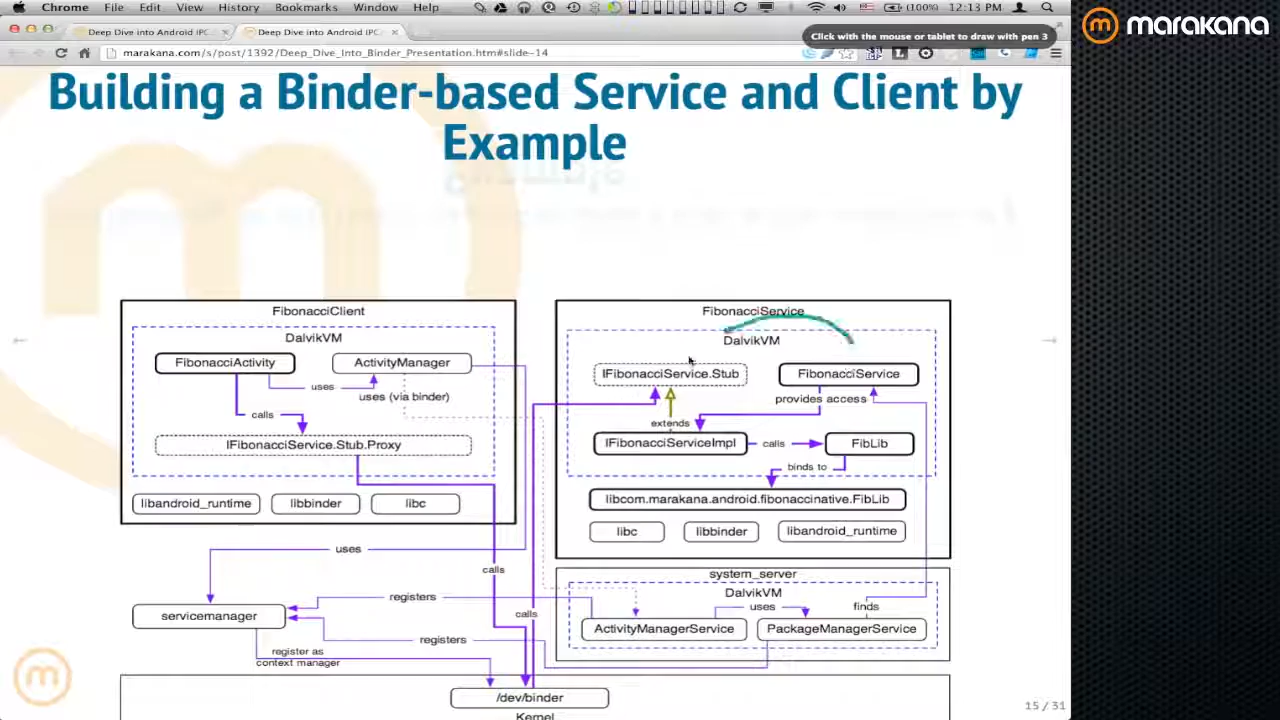 Chrome File Edit View History Bookmarks Window Help (100%) 12:13 PM
marakana
Deep Dive into Android IPC Deep Dive into Android IPC
Click with the mouse or tablet to draw with pen 3
marakana.com/s/post/1392/Deep_Dive_Into_Binder_Presentation.htm#slide-14
Building a Binder-based Service and Client by
Example
FibonacciClient
DalvikVM
FibonacciActivity
ActivityManager
uses
uses (via binder)
calls
IFibonacciService.Stub.Proxy
libandroid_runtime
libbinder
libc
FibonacciService
DalvikVM
IFibonacciService.Stub
FibonacciService
provides access
extends
IFibonacciServiceImpl
calls
FibLib
binds to
libcom.marakana.android.fibonaccinative.FibLib
libc
libbinder
libandroid_runtime
uses
calls
system_server
DalvikVM
uses
finds
registers
calls
servicemanager
ActivityManagerService
PackageManagerService
registers
register as
context manager
/dev/binder
Kernel
15 / 31